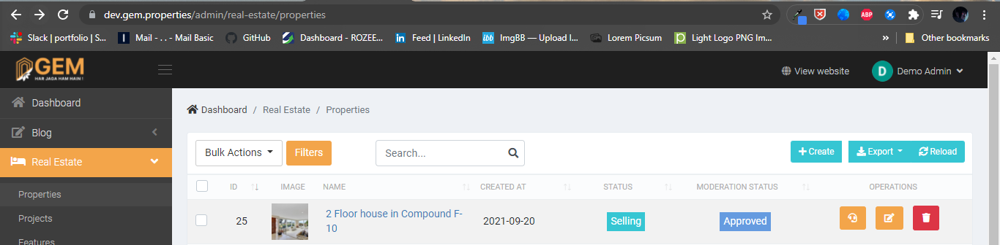 dev.gem.properties/admin/real-estate/properties
ABP
Slack | portfolio | S... Mail - . . - Mail Basic GitHub Dashboard - ROZEE... Feed | LinkedIn ImgBB — Upload I... Lorem Picsum Light Logo PNG Im... » Other bookmarks
GEM
HAR JAGA HAM HAIN !
View website D Demo Admin
Dashboard
Dashboard / Real Estate / Properties
Blog
Bulk Actions Filters Search... Create Export Reload
Real Estate
ID IMAGE NAME CREATED AT STATUS MODERATION STATUS OPERATIONS
Properties
Projects
25 2 Floor house in Compound F-
10 2021-09-20 Selling Approved
Features